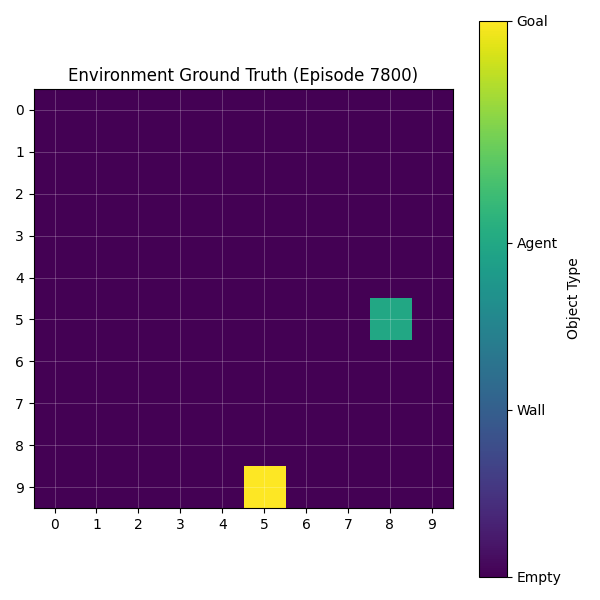 Environment Ground Truth (Episode 7800)
0
1
2
3
4
5
6
7
8
9
0 1 2 3 4 5 6 7 8 9
Goal
Agent
Wall
Empty
Object Type